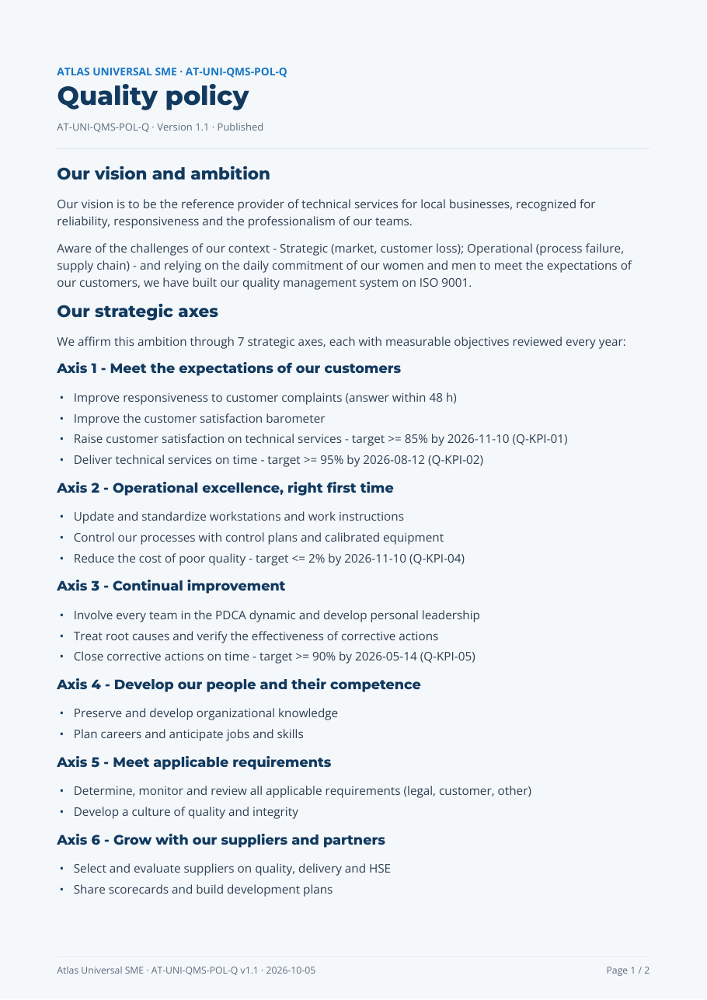 ATLAS UNIVERSAL SME · AT-UNI-QMS-POL-Q
Quality policy
AT-UNI-QMS-POL-Q · Version 1.1 · Published
Our vision and ambition
Our vision is to be the reference provider of technical services for local businesses, recognized for
reliability, responsiveness and the professionalism of our teams.
Aware of the challenges of our context - Strategic (market, customer loss); Operational (process failure,
supply chain) - and relying on the daily commitment of our women and men to meet the expectations of
our customers, we have built our quality management system on ISO 9001.
Our strategic axes
We affirm this ambition through 7 strategic axes, each with measurable objectives reviewed every year:
Axis 1 - Meet the expectations of our customers
• Improve responsiveness to customer complaints (answer within 48 h)
• Improve the customer satisfaction barometer
• Raise customer satisfaction on technical services - target >= 85% by 2026-11-10 (Q-KPI-01)
• Deliver technical services on time - target >= 95% by 2026-08-12 (Q-KPI-02)
Axis 2 - Operational excellence, right first time
• Update and standardize workstations and work instructions
• Control our processes with control plans and calibrated equipment
• Reduce the cost of poor quality - target <= 2% by 2026-11-10 (Q-KPI-04)
Axis 3 - Continual improvement
• Involve every team in the PDCA dynamic and develop personal leadership
• Treat root causes and verify the effectiveness of corrective actions
• Close corrective actions on time - target >= 90% by 2026-05-14 (Q-KPI-05)
Axis 4 - Develop our people and their competence
• Preserve and develop organizational knowledge
• Plan careers and anticipate jobs and skills
Axis 5 - Meet applicable requirements
• Determine, monitor and review all applicable requirements (legal, customer, other)
• Develop a culture of quality and integrity
Axis 6 - Grow with our suppliers and partners
• Select and evaluate suppliers on quality, delivery and HSE
• Share scorecards and build development plans
Atlas Universal SME · AT-UNI-QMS-POL-Q v1.1 · 2026-10-05
Page 1 / 2